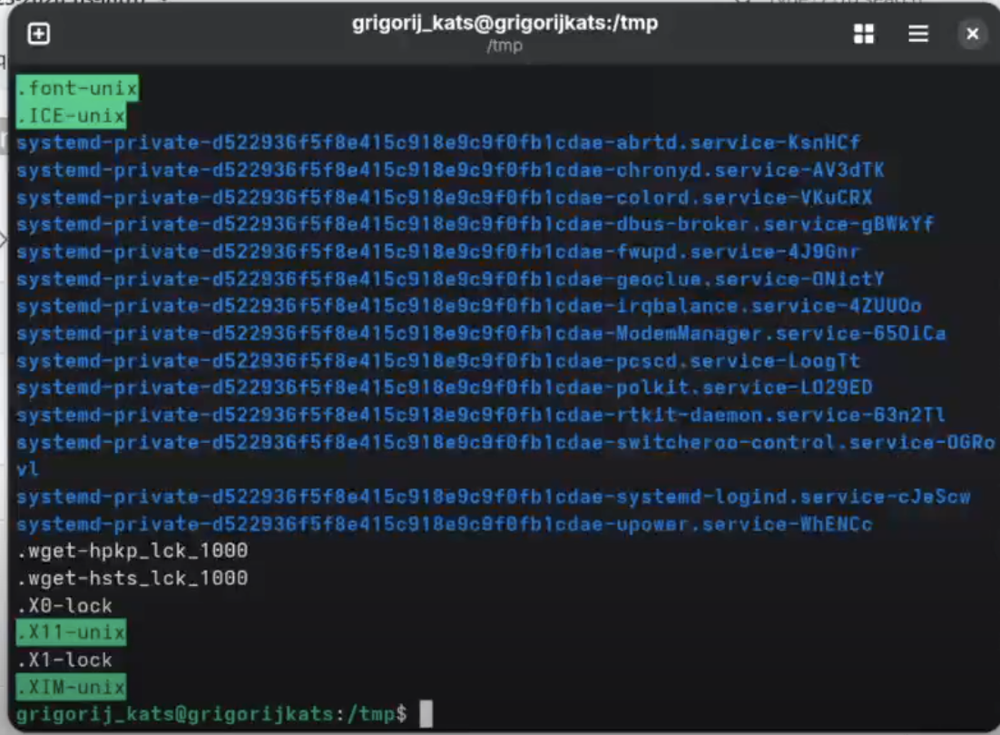 grigorij_kats@grigorijkats:/tmp
/tmp
.font-unix
.ICE-unix
systemd-private-d522936f5f8e415c918e9c9f0fb1cdae-abrtd.service-KsnHCf
systemd-private-d522936f5f8e415c918e9c9f0fb1cdae-chronyd.service-AV3dTK
systemd-private-d522936f5f8e415c918e9c9f0fb1cdae-colord.service-VKuCRX
systemd-private-d522936f5f8e415c918e9c9f0fb1cdae-dbus-broker.service-gBWkYf
systemd-private-d522936f5f8e415c918e9c9f0fb1cdae-fwupd.service-4J9Gnr
systemd-private-d522936f5f8e415c918e9c9f0fb1cdae-geoclue.service-ONictY
systemd-private-d522936f5f8e415c918e9c9f0fb1cdae-irqbalance.service-4ZUUOo
systemd-private-d522936f5f8e415c918e9c9f0fb1cdae-ModemManager.service-65OiCa
systemd-private-d522936f5f8e415c918e9c9f0fb1cdae-pcscd.service-LoogTt
systemd-private-d522936f5f8e415c918e9c9f0fb1cdae-polkit.service-LO29ED
systemd-private-d522936f5f8e415c918e9c9f0fb1cdae-rtkit-daemon.service-63n2Tl
systemd-private-d522936f5f8e415c918e9c9f0fb1cdae-switcheroo-control.service-OGRo
vl
systemd-private-d522936f5f8e415c918e9c9f0fb1cdae-systemd-logind.service-cJeScw
systemd-private-d522936f5f8e415c918e9c9f0fb1cdae-upower.service-WhENCc
.wget-hpkp_lck_1000
.wget-hsts_lck_1000
.X0-lock
.X11-unix
.X1-lock
.XIM-unix
grigorij_kats@grigorijkats:/tmp$